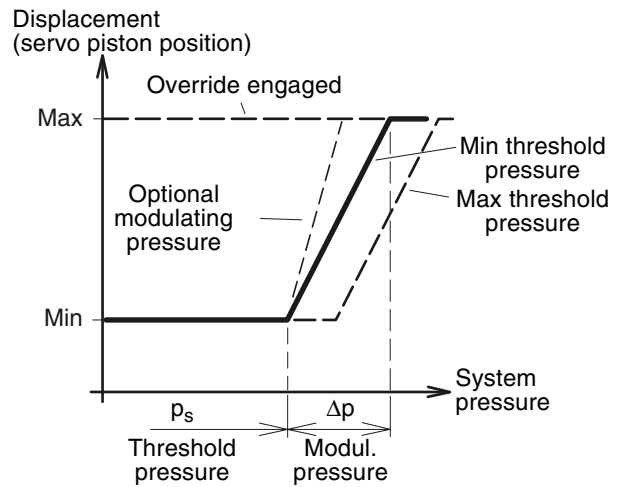 Displacement
(servo piston position)
Override engaged
Max
Min threshold
pressure
Max threshold
pressure
Optional
modulating
pressure
Min
System
pressure
ps
Δp
Threshold
pressure
Modul.
pressure